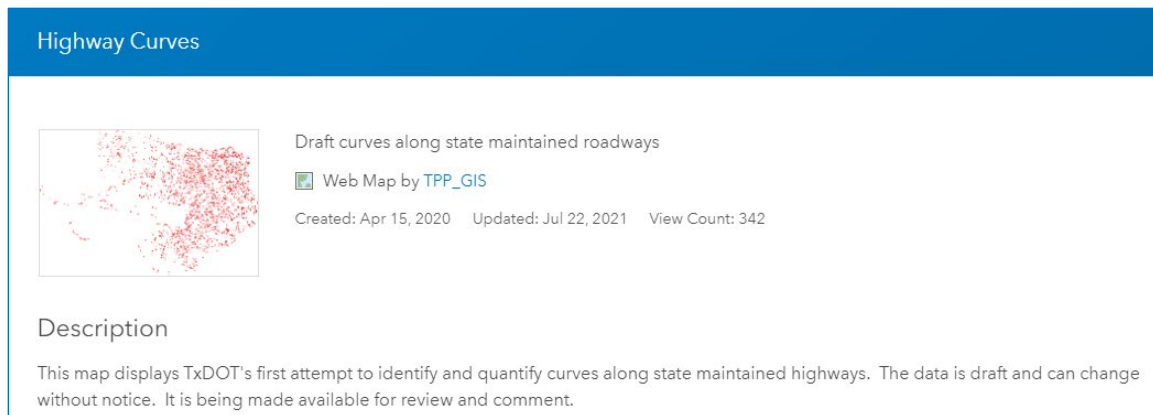 Highway Curves
Draft curves along state maintained roadways
Web Map by TPP_GIS
Created: Apr 15, 2020 Updated: Jul 22, 2021 View Count: 342
Description
This map displays TxDOT's first attempt to identify and quantify curves along state maintained highways. The data is draft and can change
without notice. It is being made available for review and comment.